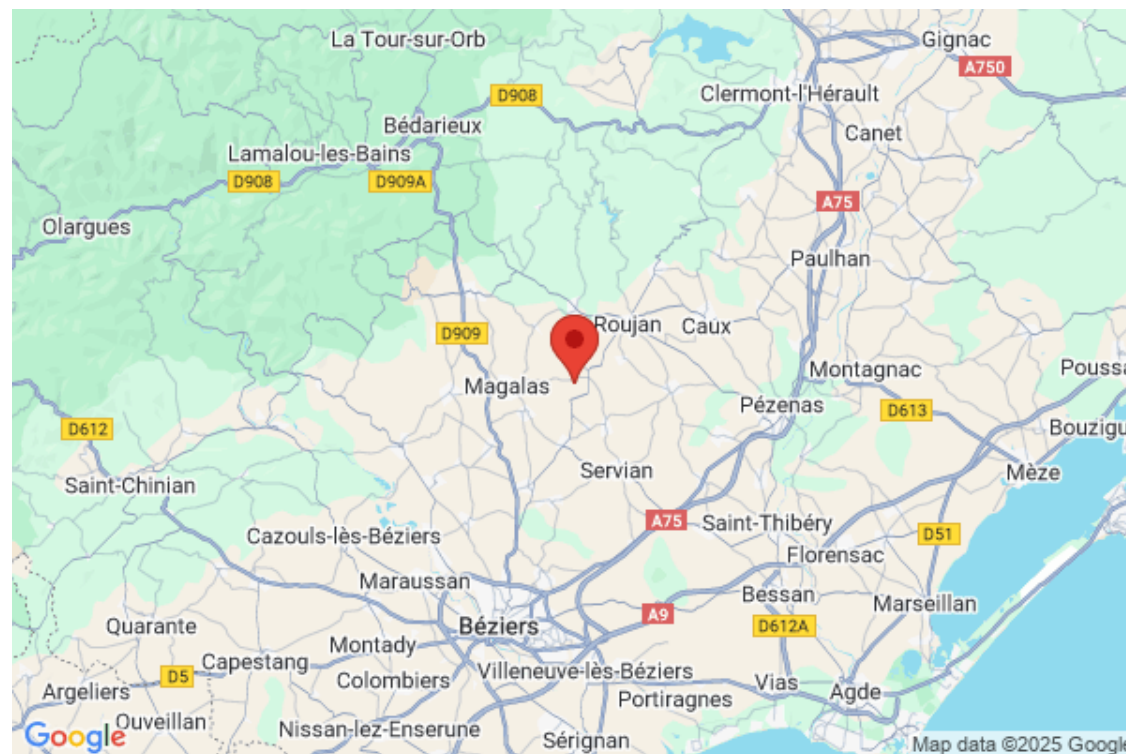 La Tour-sur-Orb
Gignac
A750
D908
Clermont-l'Hérault
Bédarieux
Canet
Lamalou-les-Bains
D908
D909A
A75
Olargues
Paulhan
D909
Roujan
Caux
Magalas
Montagnac
Poussa
Pézenas
D613
D612
Bouzigu
Servian
Mèze
Saint-Chinian
A75
Saint-Thibéry
D51
Cazouls-lès-Béziers
Florensac
Maraussan
Bessan
Marseillan
A9
Quarante
Béziers
D612A
Montady
Capestang
D5
Villeneuve-lès-Béziers
Colombiers
Vias
Argeliers
Portiragnes
Agde
Ouveillan
Nissan-lez-Enserune
Sérignan
Google
Map data ©2025 Google